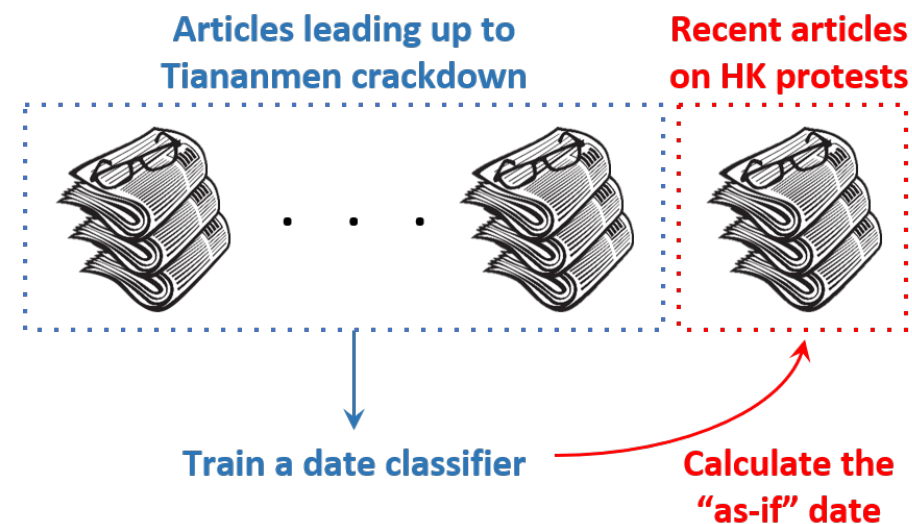 Articles leading up to
Tiananmen crackdown
Recent articles
on HK protests
. . .
Train a date classifier
Calculate the
“as-if” date